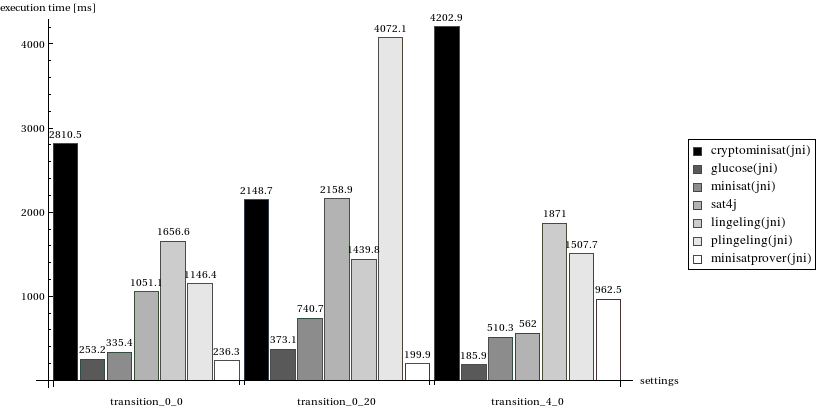 execution time [ms]
4202.9
4072.1
4000
3000
2810.5
2148.7
2158.9
2000
1871
1656.6
1439.8
1507.7
1146.4
1051.1
1000
962.5
740.7
510.3
562
335.4
373.1
253.2
236.3
199.9
185.9
settings
transition_0_0
transition_0_20
transition_4_0
cryptominisat(jni)
glucose(jni)
minisat(jni)
sat4j
lingeling(jni)
plingeling(jni)
minisatprover(jni)